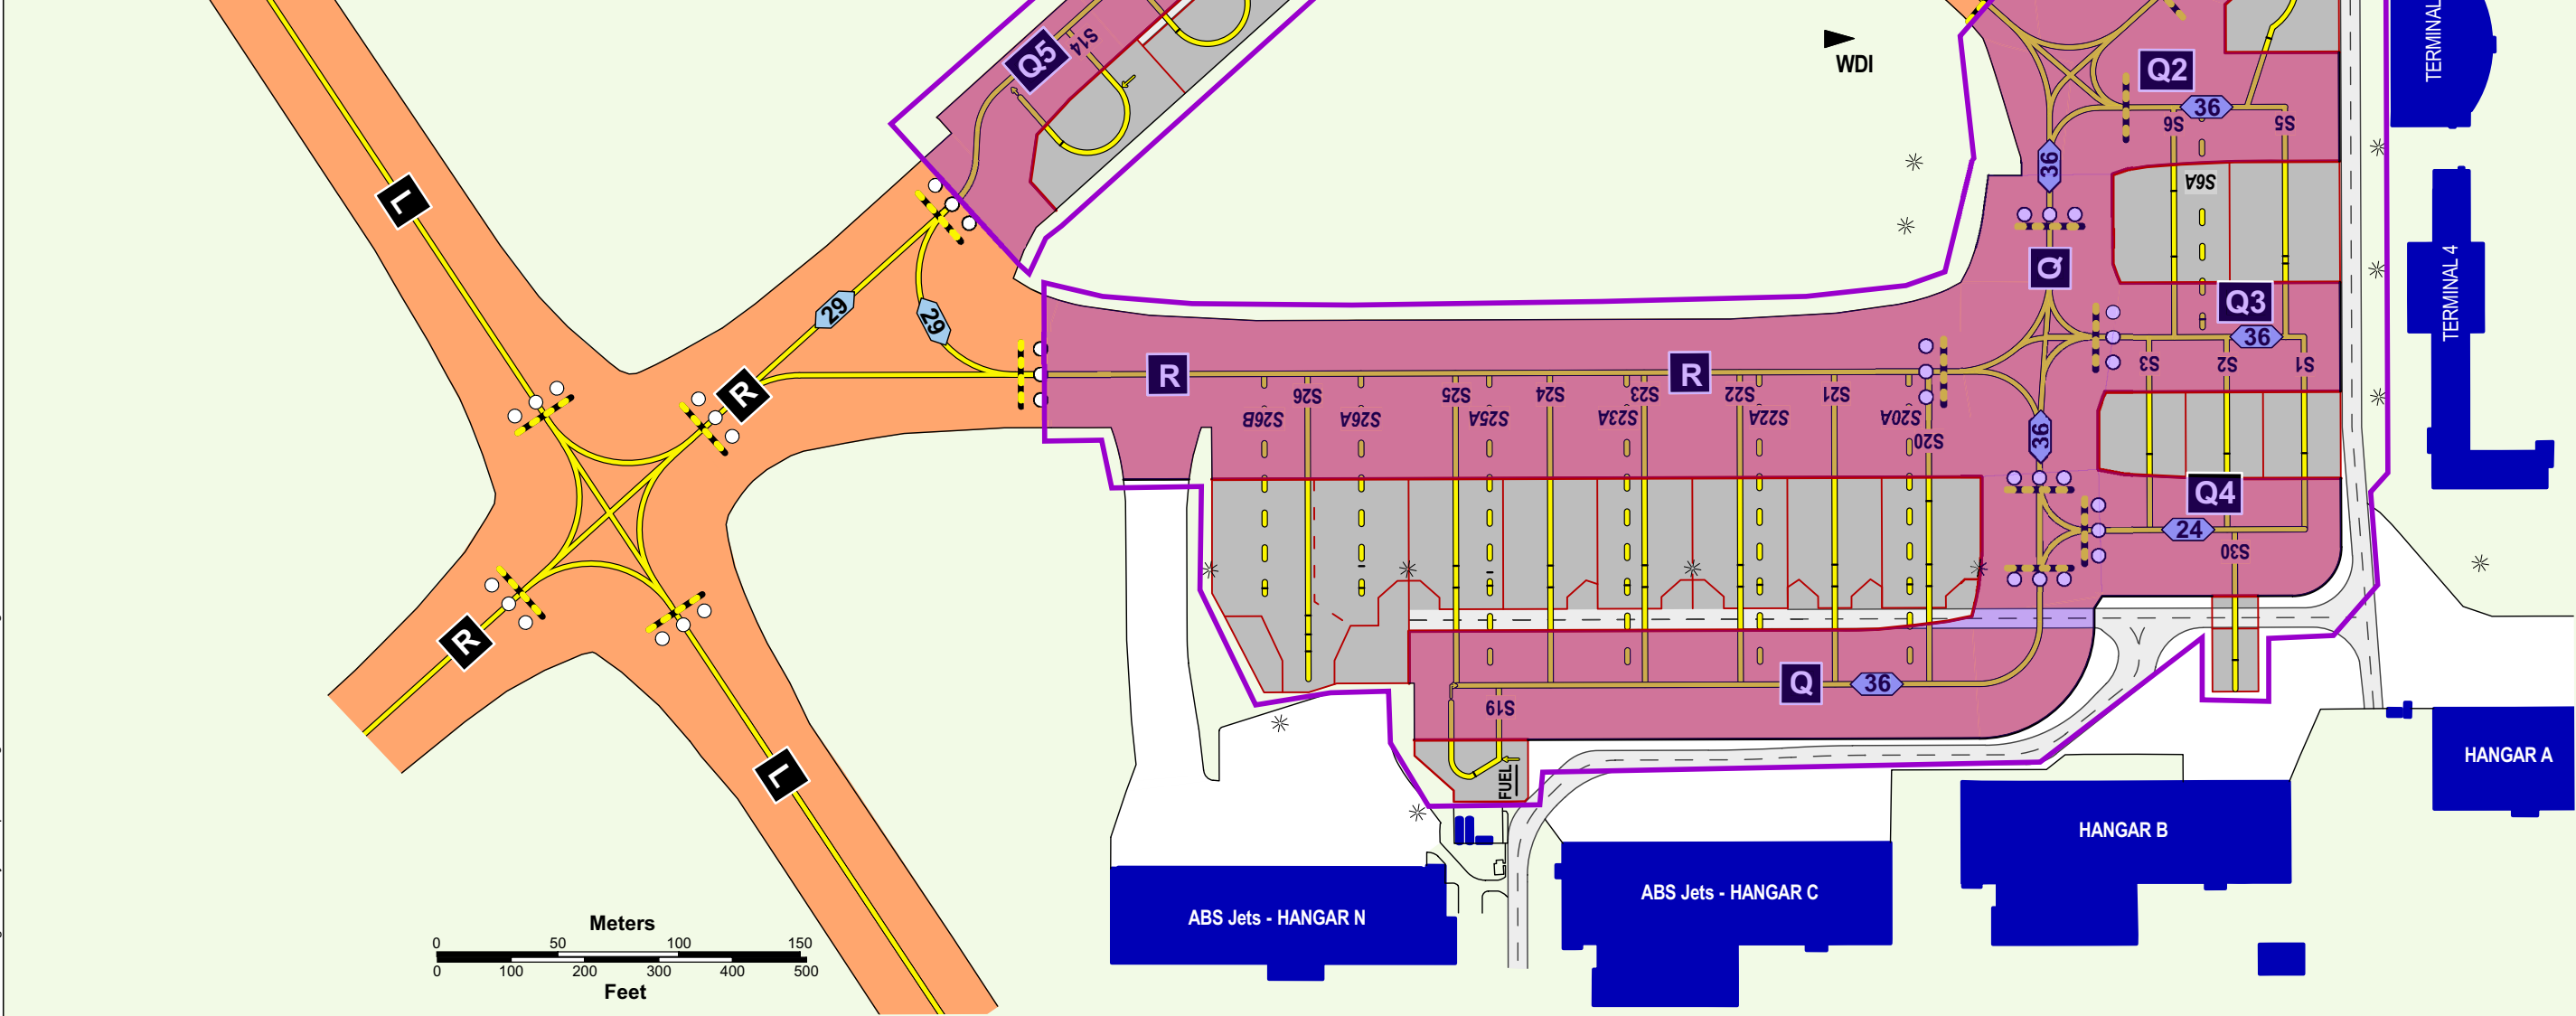 TERMINAL
Q5
S14
WDI
Q2
36
S6
S5
36
S6A
L
TERMINAL 4
Q
Q3
29
29
36
R
R
R
S3
S2
S1
S26
S25
S24
S23
S22
S21
S26B
S26A
S25A
S23A
S22A
S20A
S20
36
Q4
24
S30
R
Q
36
S19
L
FUEL
HANGAR A
HANGAR B
ABS Jets - HANGAR C
ABS Jets - HANGAR N
Meters
0 50 100 150
0 100 200 300 400 500
Feet